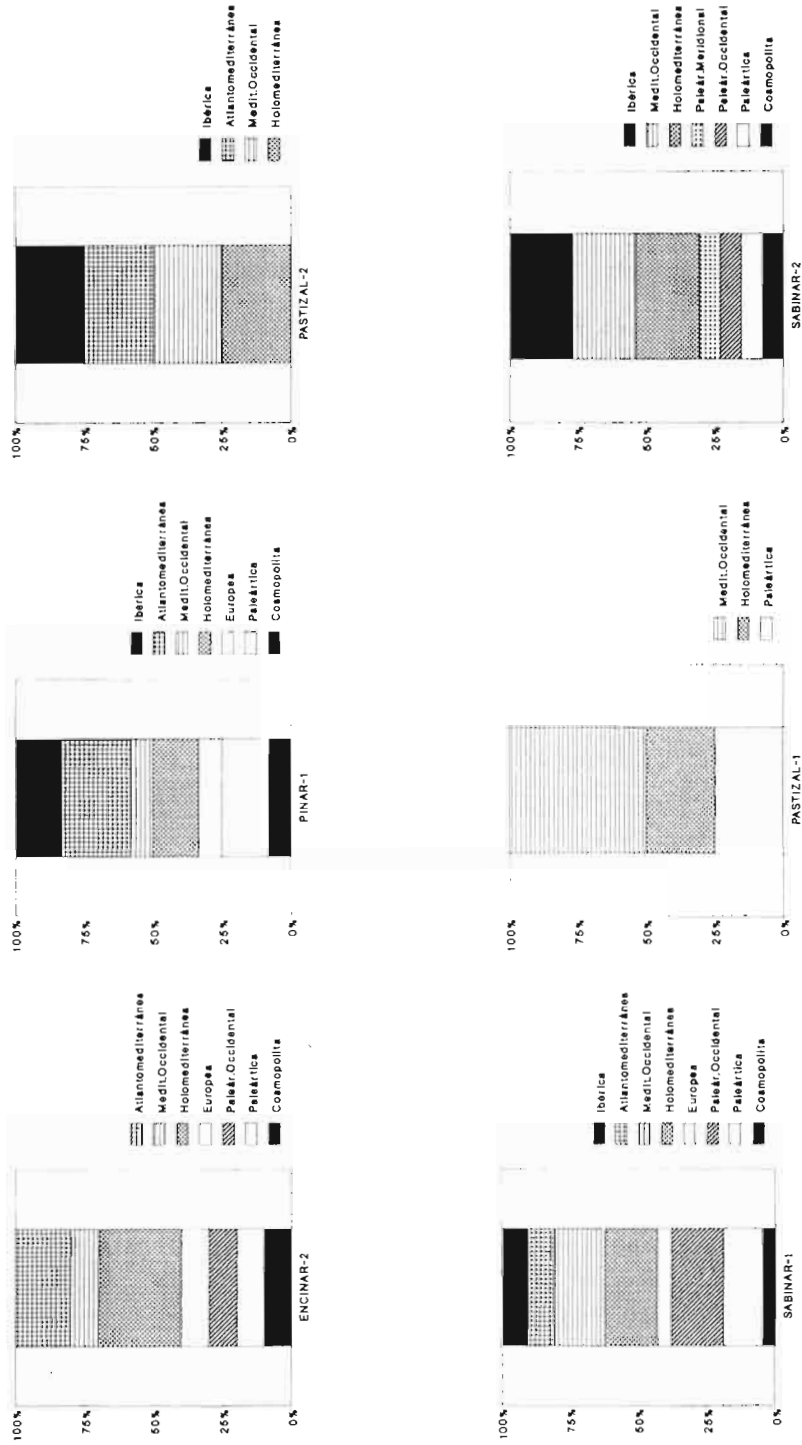 100%
75%
50%
25%
0%
ENCINAR-2
Atlantomediterránea
Medit.Occidental
Holomediterránea
Europea
Paleár.Occidental
Paleártica
Cosmopolita
100%
75%
50%
25%
0%
PINAR-1
Ibérica
Atlantomediterránea
Medit.Occidental
Holomediterránea
Europea
Paleártica
Cosmopolita
100%
75%
50%
25%
0%
PASTIZAL-2
Ibérica
Atlantomediterránea
Medit.Occidental
Holomediterránea
100%
75%
50%
25%
0%
SABINAR-1
Ibérica
Atlantomediterránea
Medit.Occidental
Holomediterránea
Europea
Paleár.Occidental
Paleártica
Cosmopolita
100%
75%
50%
25%
0%
PASTIZAL-1
Medit.Occidental
Holomediterránea
Paleártica
100%
75%
50%
25%
0%
SABINAR-2
Ibérica
Medit.Occidental
Holomediterránea
Paleár.Meridional
Paleár.Occidental
Paleártica
Cosmopolita